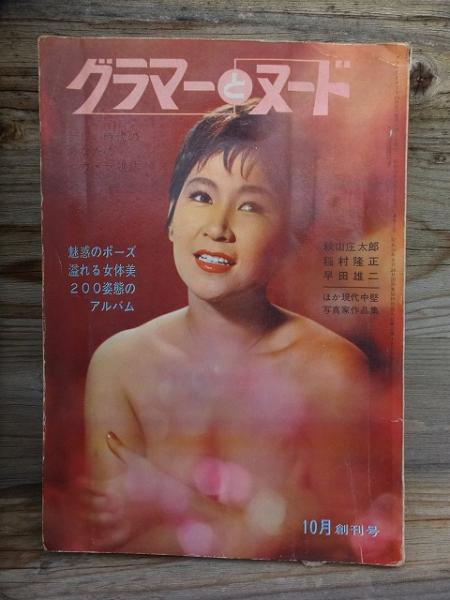 グラマーとヌード
魅惑のポーズ
溢れる女体美
200姿態の
アルバム
秋山庄太郎
稲村隆正
早田雄二
ほか現代中堅
写真家作品集
10月創刊号